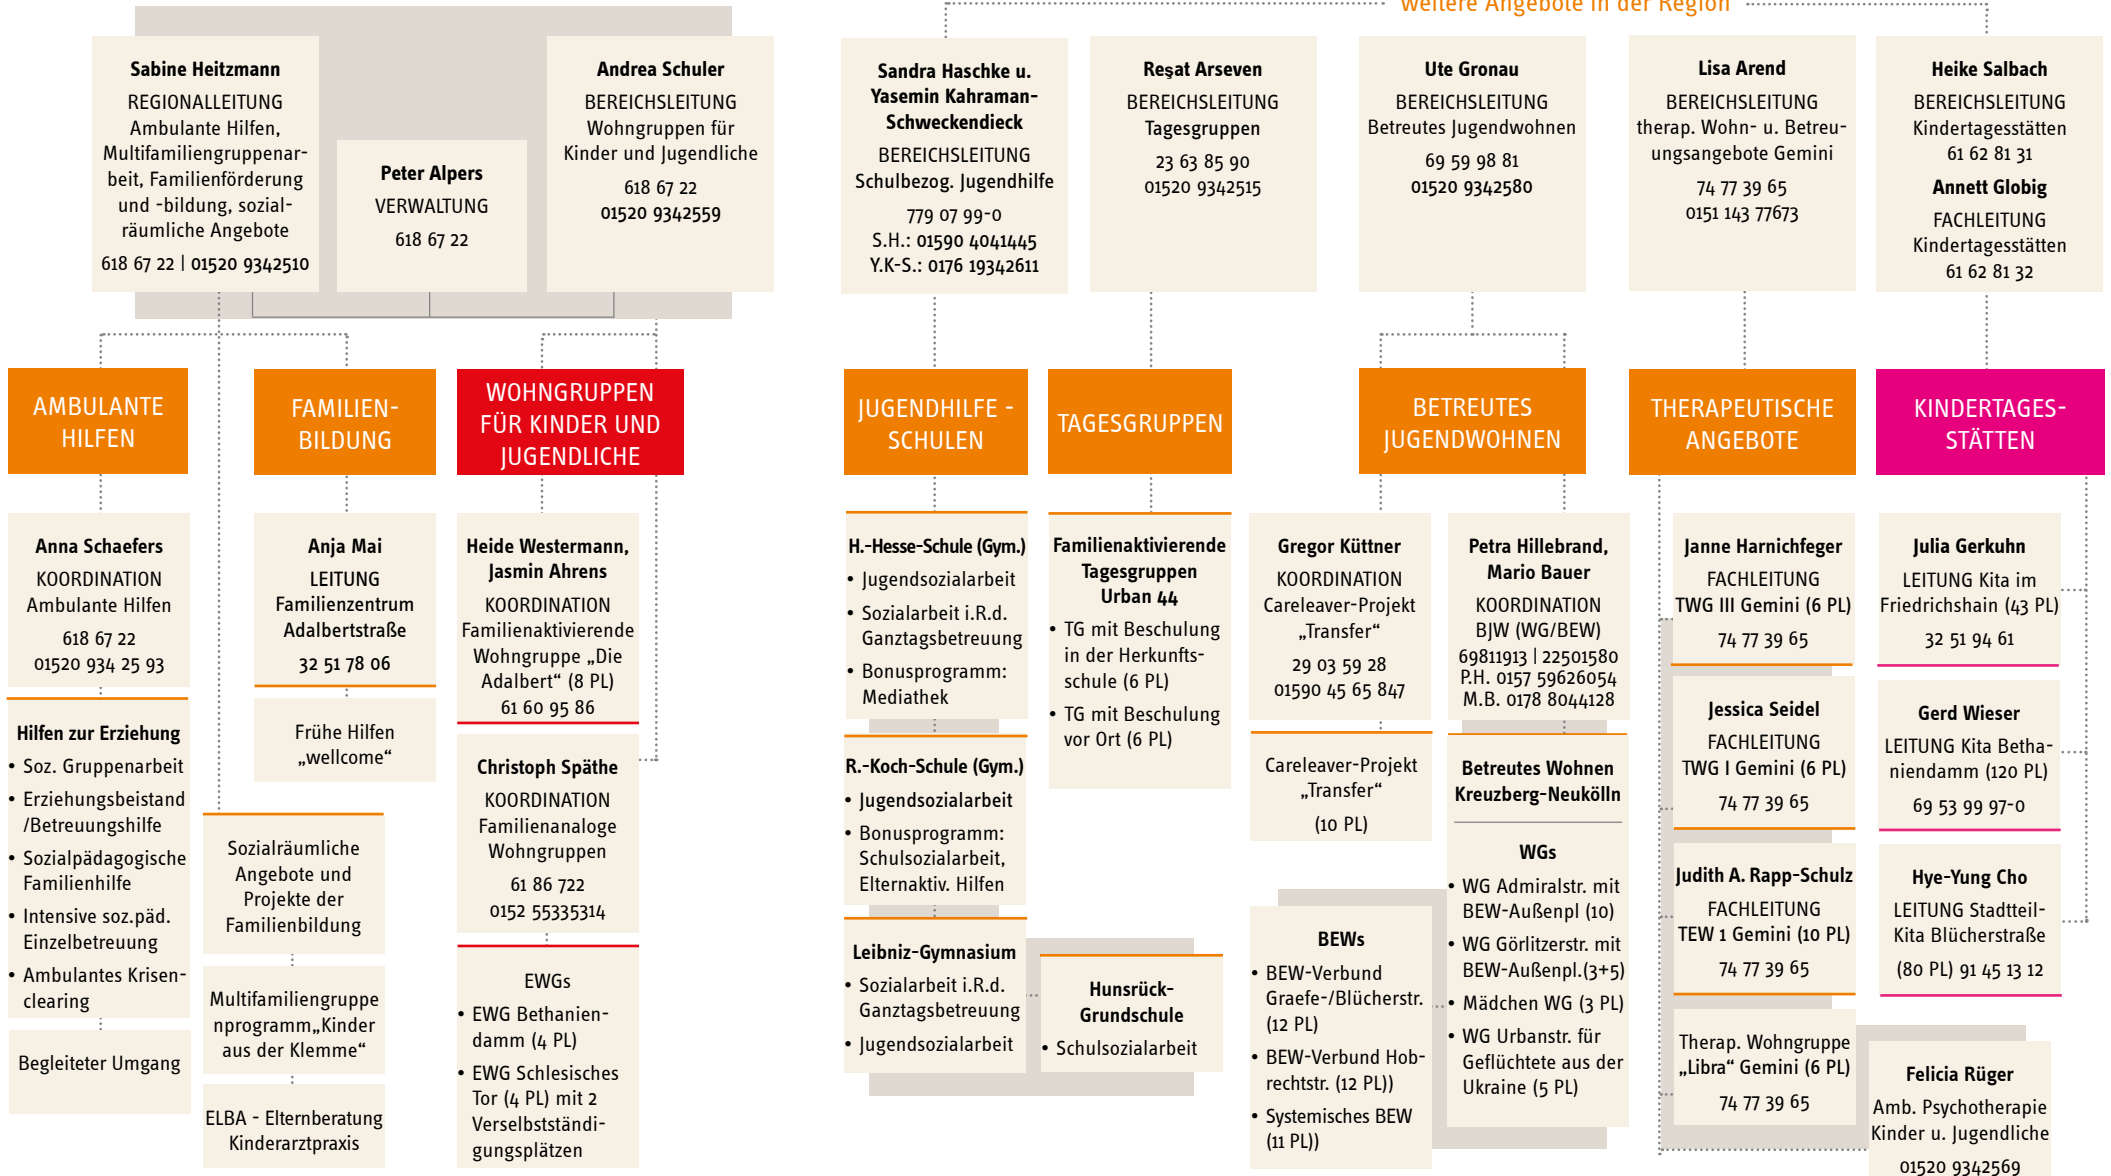 weitere Angebote in der Region
Sabine Heitzmann
REGIONALLEITUNG
Ambulante Hilfen,
Multifamiliengruppenar-
beit, Familienförderung
und -bildung, sozial-
räumliche Angebote
618 67 22 | 01520 9342510
Peter Alpers
VERWALTUNG
618 67 22
Andrea Schuler
BEREICHSLEITUNG
Wohngruppen für
Kinder und Jugendliche
618 67 22
01520 9342559
Sandra Haschke u.
Yasemin Kahraman-
Schweckendieck
BEREICHSLEITUNG
Schulbezog. Jugendhilfe
779 07 99-0
S.H.: 01590 4041445
Y.K-S.: 0176 19342611
Reşat Arseven
BEREICHSLEITUNG
Tagesgruppen
23 63 85 90
01520 9342515
Ute Gronau
BEREICHSLEITUNG
Betreutes Jugendwohnen
69 59 98 81
01520 9342580
Lisa Arend
BEREICHSLEITUNG
therap. Wohn- u. Betreu-
ungsangebote Gemini
74 77 39 65
0151 143 77673
Heike Salbach
BEREICHSLEITUNG
Kindertagesstätten
61 62 81 31
Annett Globig
FACHLEITUNG
Kindertagesstätten
61 62 81 32
AMBULANTE
HILFEN
FAMILIEN-
BILDUNG
WOHNGRUPPEN
FÜR KINDER UND
JUGENDLICHE
JUGENDHILFE -
SCHULEN
TAGESGRUPPEN
BETREUTES
JUGENDWOHNEN
THERAPEUTISCHE
ANGEBOTE
KINDERTAGES-
STÄTTEN
Anna Schaefers
KOORDINATION
Ambulante Hilfen
618 67 22
01520 934 25 93
Hilfen zur Erziehung
• Soz. Gruppenarbeit
• Erziehungsbeistand
/Betreuungshilfe
• Sozialpädagogische
Familienhilfe
• Intensive soz.päd.
Einzelbetreuung
• Ambulantes Krisen-
clearing
Begleiteter Umgang
Anja Mai
LEITUNG
Familienzentrum
Adalbertstraße
32 51 78 06
Frühe Hilfen
„wellcome“
Sozialräumliche
Angebote und
Projekte der
Familienbildung
Multifamiliengruppe
nprogramm„Kinder
aus der Klemme“
ELBA - Elternberatung
Kinderarztpraxis
Heide Westermann,
Jasmin Ahrens
KOORDINATION
Familienaktivierende
Wohngruppe „Die
Adalbert“ (8 PL)
61 60 95 86
Christoph Späthe
KOORDINATION
Familienanaloge
Wohngruppen
61 86 722
0152 55335314
EWGs
• EWG Bethanien-
damm (4 PL)
• EWG Schlesisches
Tor (4 PL) mit 2
Verselbstständi-
gungsplätzen
H.-Hesse-Schule (Gym.)
• Jugendsozialarbeit
• Sozialarbeit i.R.d.
Ganztagsbetreuung
• Bonusprogramm:
Mediathek
R.-Koch-Schule (Gym.)
• Jugendsozialarbeit
• Bonusprogramm:
Schulsozialarbeit,
Elternaktiv. Hilfen
Leibniz-Gymnasium
• Sozialarbeit i.R.d.
Ganztagsbetreuung
• Jugendsozialarbeit
Familienaktivierende
Tagesgruppen
Urban 44
• TG mit Beschulung
in der Herkunfts-
schule (6 PL)
• TG mit Beschulung
vor Ort (6 PL)
Hunsrück-
Grundschule
• Schulsozialarbeit
Gregor Küttner
KOORDINATION
Careleaver-Projekt
„Transfer“
29 03 59 28
01590 45 65 847
Careleaver-Projekt
„Transfer“
(10 PL)
BEWs
• BEW-Verbund
Graefe-/Blücherstr.
(12 PL)
• BEW-Verbund Hob-
rechtstr. (12 PL))
• Systemisches BEW
(11 PL))
Petra Hillebrand,
Mario Bauer
KOORDINATION
BJW (WG/BEW)
69811913 | 22501580
P.H. 0157 59626054
M.B. 0178 8044128
Betreutes Wohnen
Kreuzberg-Neukölln
WGs
• WG Admiralstr. mit
BEW-Außenpl (10)
• WG Görlitzerstr. mit
BEW-Außenpl.(3+5)
• Mädchen WG (3 PL)
• WG Urbanstr. für
Geflüchtete aus der
Ukraine (5 PL)
Janne Harnichfeger
FACHLEITUNG
TWG III Gemini (6 PL)
74 77 39 65
Jessica Seidel
FACHLEITUNG
TWG I Gemini (6 PL)
74 77 39 65
Judith A. Rapp-Schulz
FACHLEITUNG
TEW 1 Gemini (10 PL)
74 77 39 65
Therap. Wohngruppe
„Libra“ Gemini (6 PL)
74 77 39 65
Julia Gerkuhn
LEITUNG Kita im
Friedrichshain (43 PL)
32 51 94 61
Gerd Wieser
LEITUNG Kita Betha-
niendamm (120 PL)
69 53 99 97-0
Hye-Yung Cho
LEITUNG Stadtteil-
Kita Blücherstraße
(80 PL) 91 45 13 12
Felicia Rüger
Amb. Psychotherapie
Kinder u. Jugendliche
01520 9342569